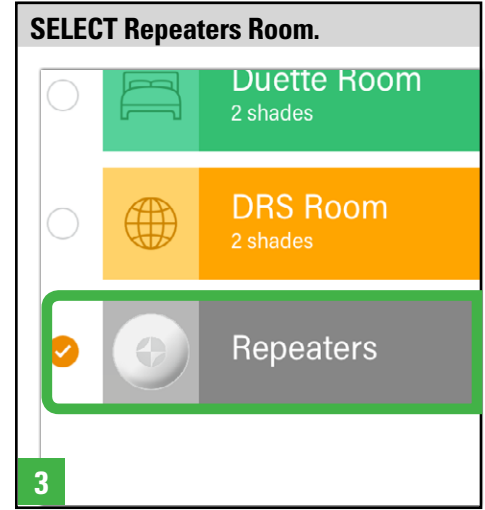 SELECT Repeaters Room.
Duette Room
2 shades
DRS Room
2 shades
Repeaters
3